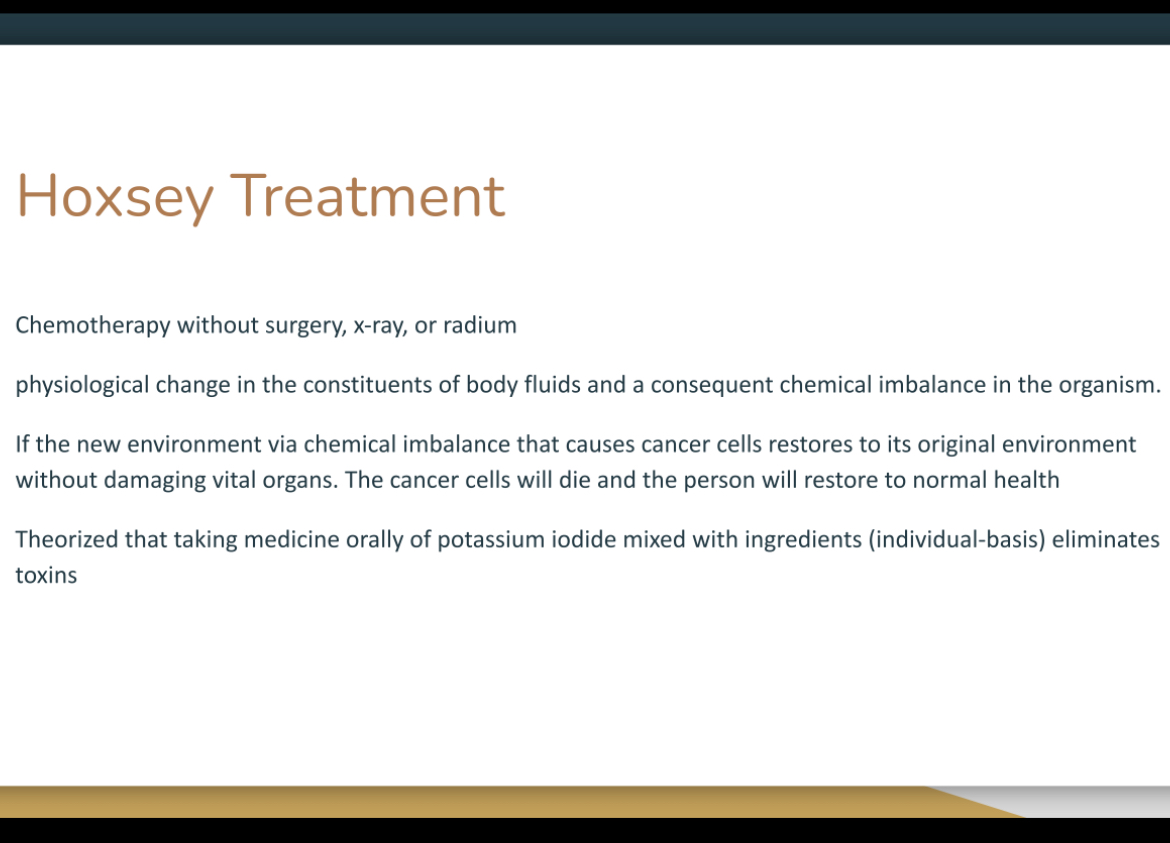 Hoxsey Treatment
Chemotherapy without surgery, x-ray, or radium
physiological change in the constituents of body fluids and a consequent chemical imbalance in the organism.
If the new environment via chemical imbalance that causes cancer cells restores to its original environment
without damaging vital organs. The cancer cells will die and the person will restore to normal health
Theorized that taking medicine orally of potassium iodide mixed with ingredients (individual-basis) eliminates
toxins